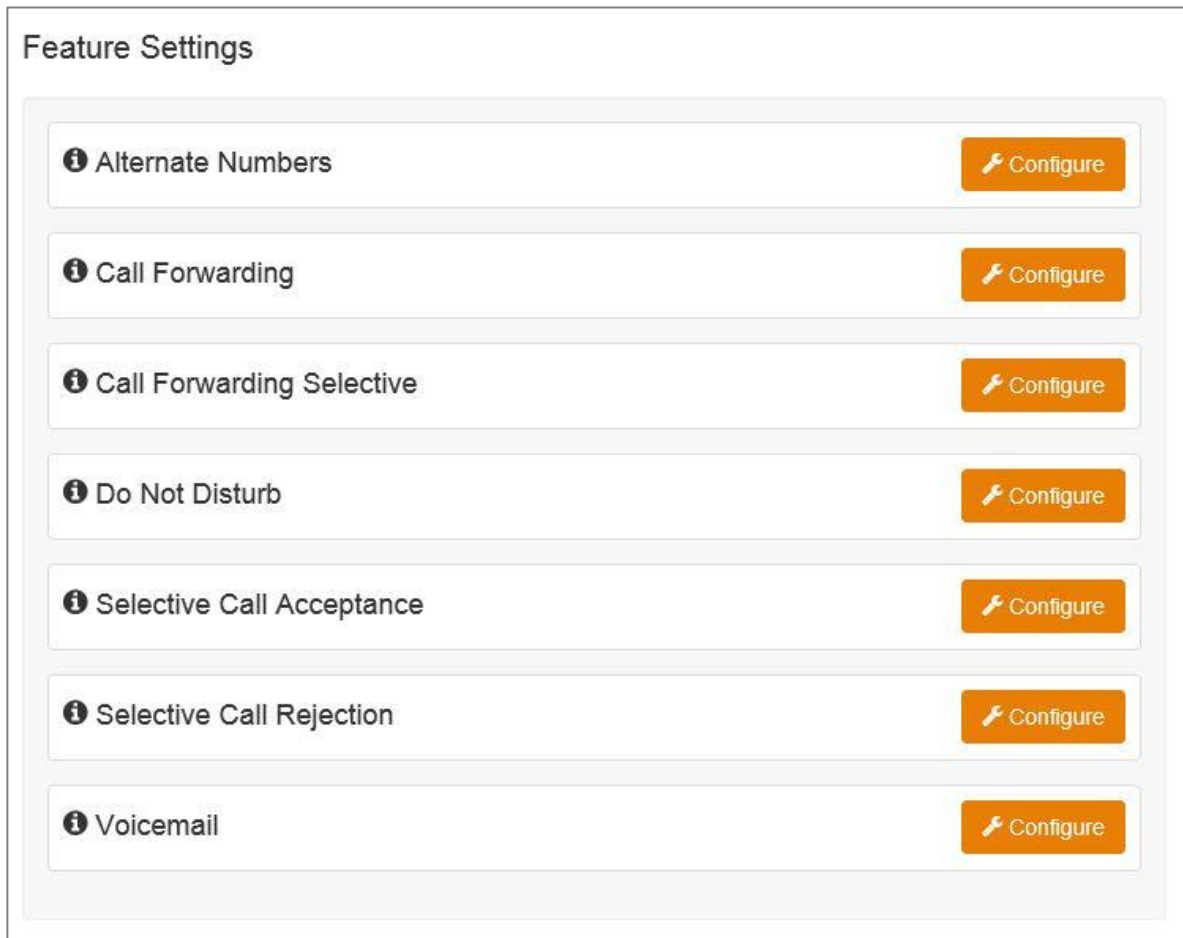 Feature Settings
Alternate Numbers Configure
Call Forwarding Configure
Call Forwarding Selective Configure
Do Not Disturb Configure
Selective Call Acceptance Configure
Selective Call Rejection Configure
Voicemail Configure